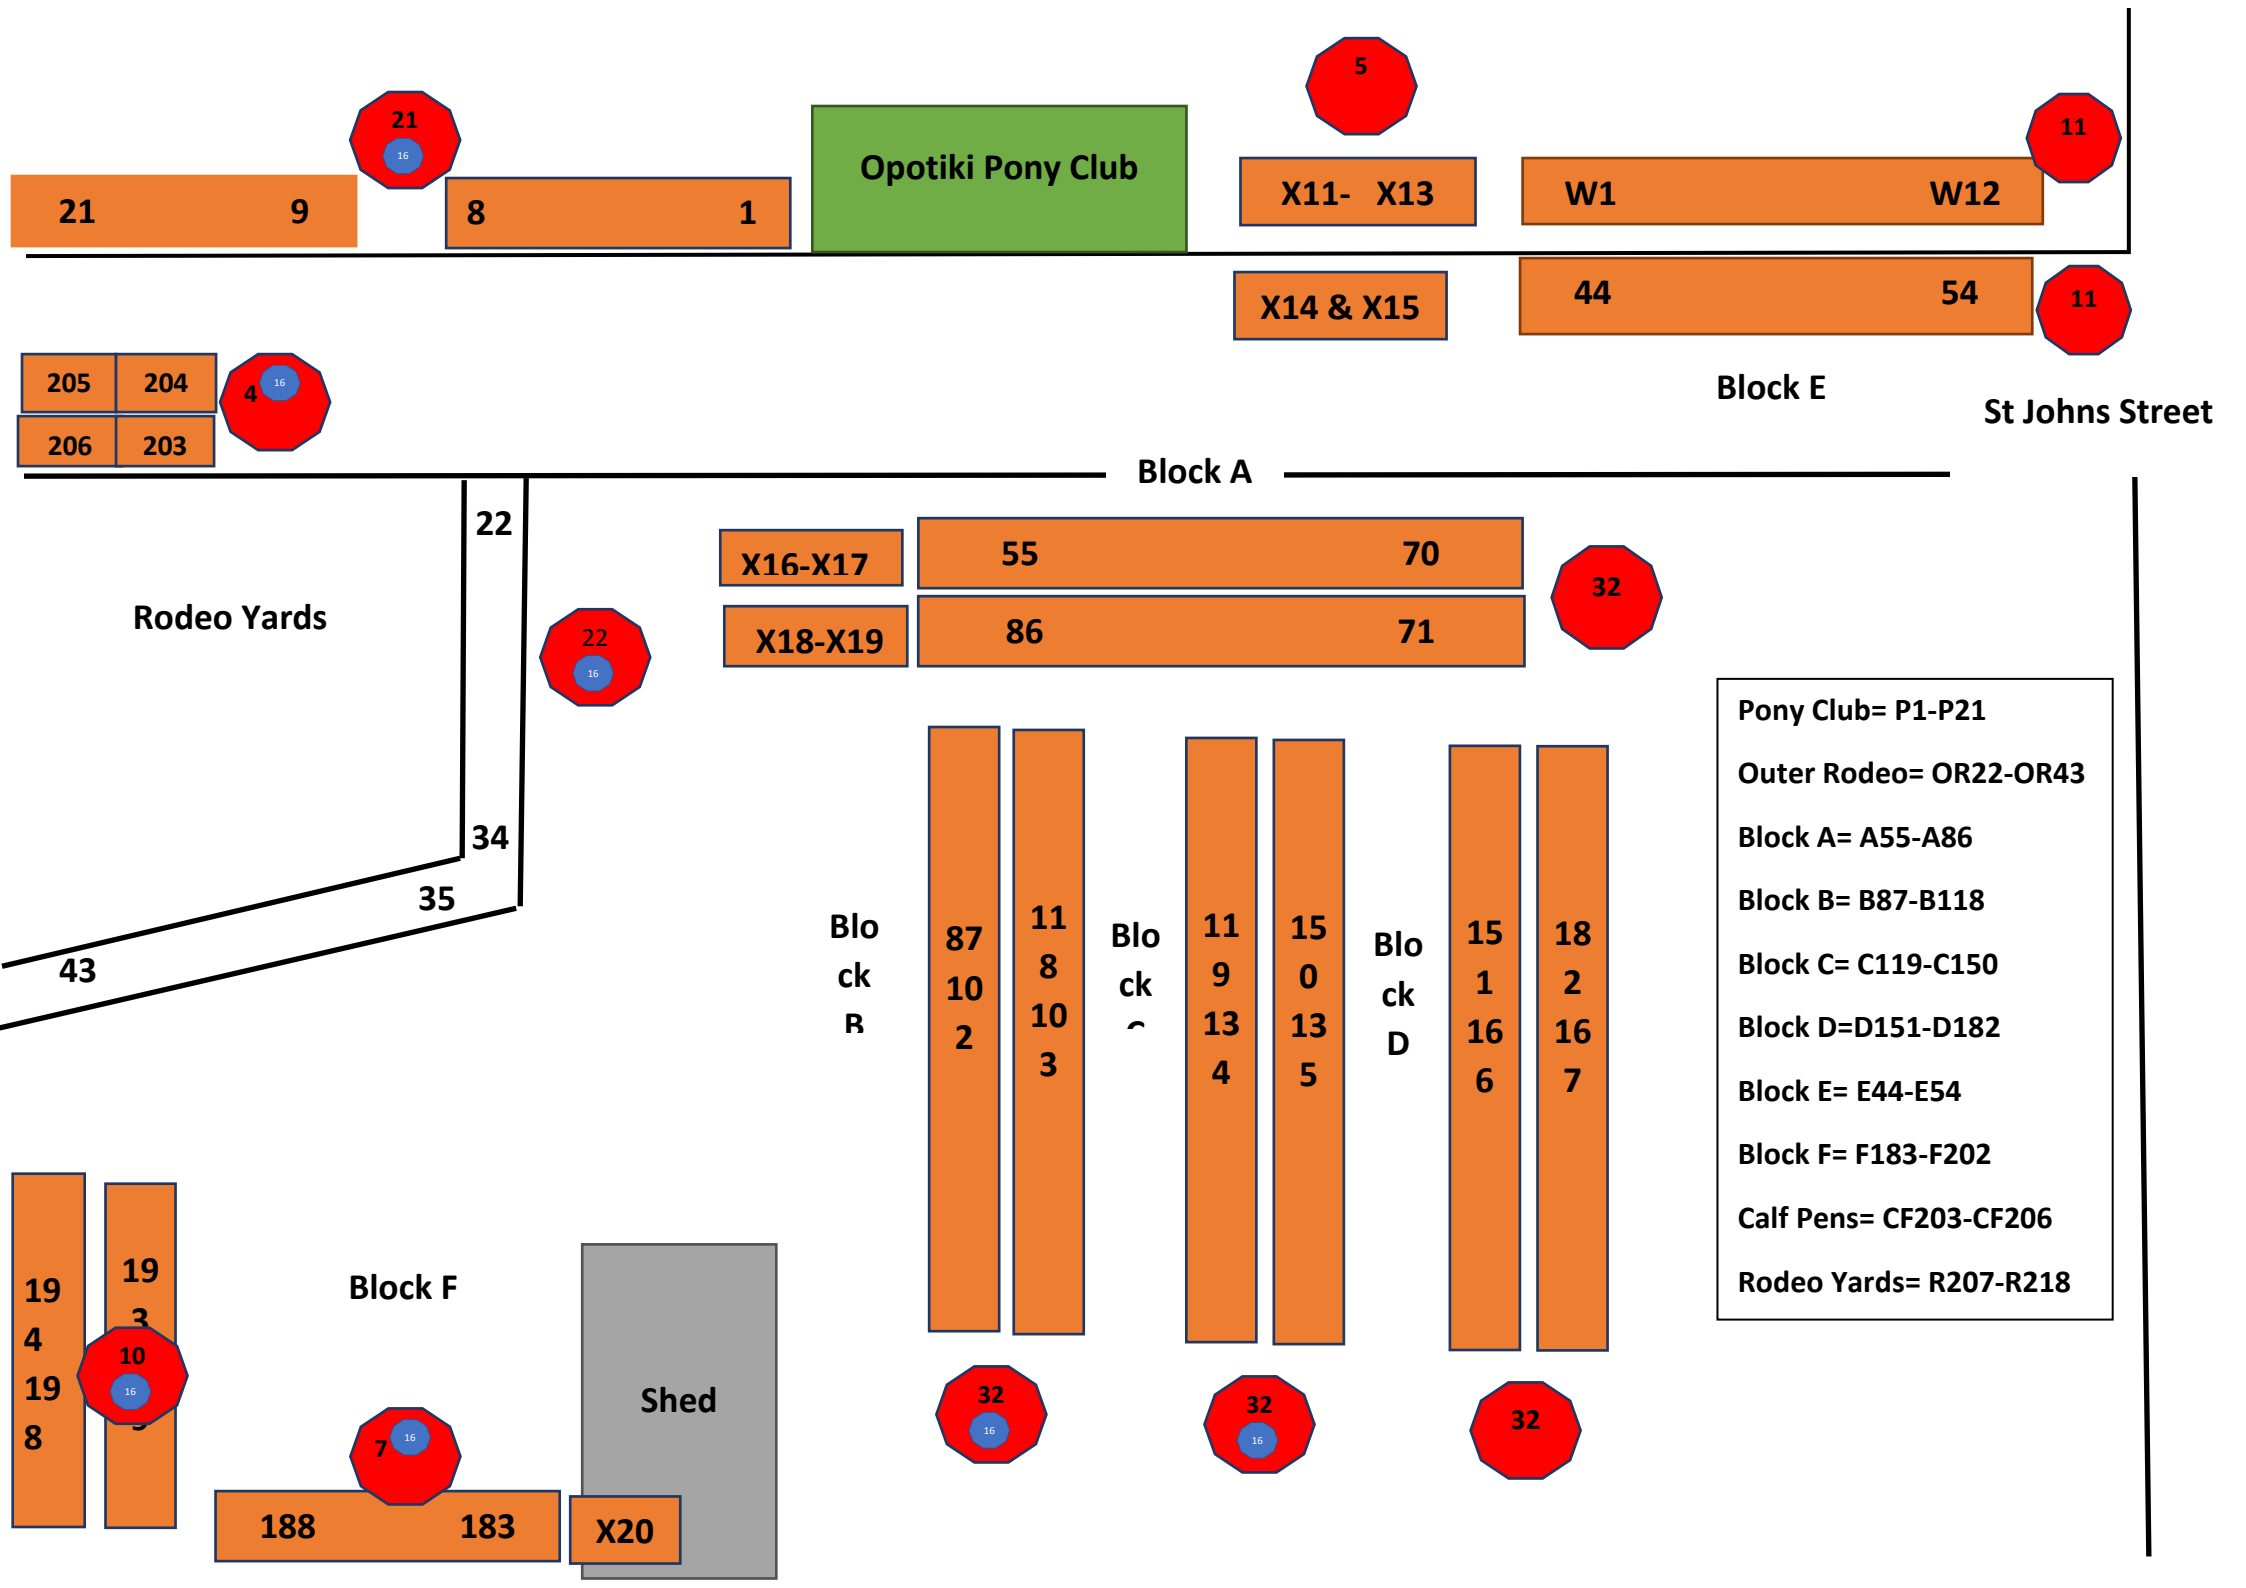 5
21
16
11
Opotiki Pony Club
21 9
8 1
X11- X13
W1 W12
X14 & X15
44 54
11
205 204
4
16
206 203
Block E
St Johns Street
Block A
22
X16-X17
55 70
32
Rodeo Yards
22
16
X18-X19
86 71
34
35
43
Pony Club= P1-P21
Outer Rodeo= OR22-OR43
Block A= A55-A86
Block B= B87-B118
Block C= C119-C150
Block D=D151-D182
Block E= E44-E54
Block F= F183-F202
Calf Pens= CF203-CF206
Rodeo Yards= R207-R218
Blo
ck
B
87
10
2
11
8
10
3
Blo
ck
11
9
13
4
15
0
13
5
Blo
ck
D
15
1
16
6
18
2
16
7
19
4
19
8
19
3
10
16
Block F
Shed
7
16
188 183
X20
32
16
32
16
32